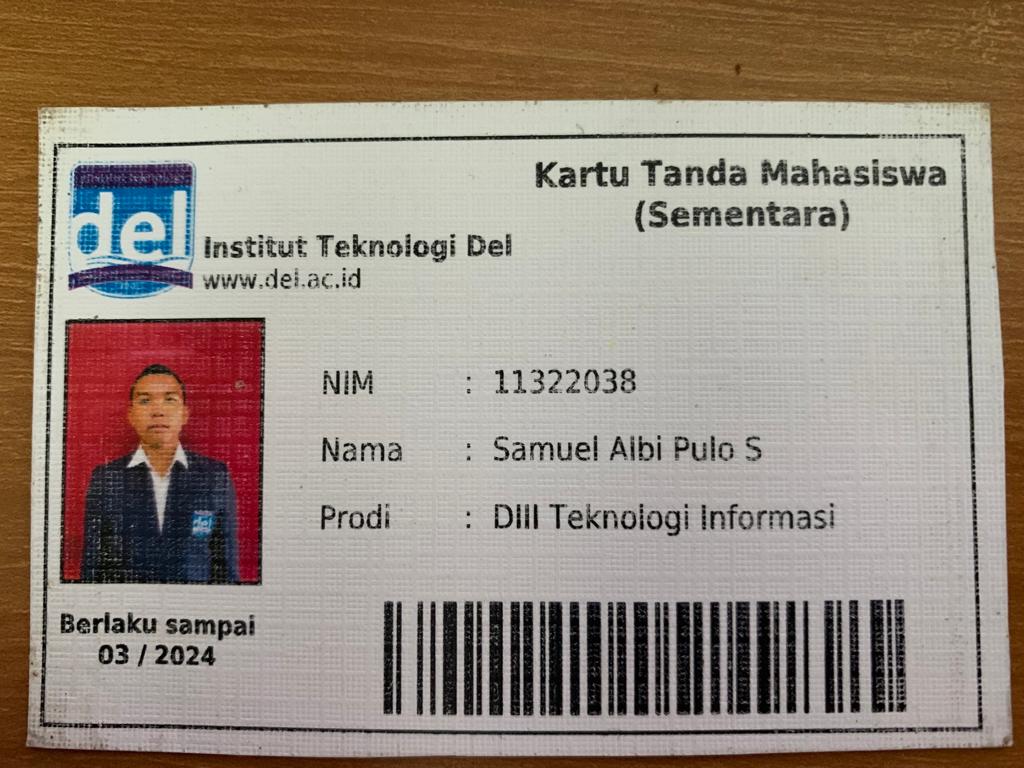 Kartu Tanda Mahasiswa
(Sementara)
del
Institut Teknologi Del
www.del.ac.id
NIM : 11322038
Nama : Samuel Albi Pulo S
Prodi : DIII Teknologi Informasi
del
Berlaku sampai
03 / 2024